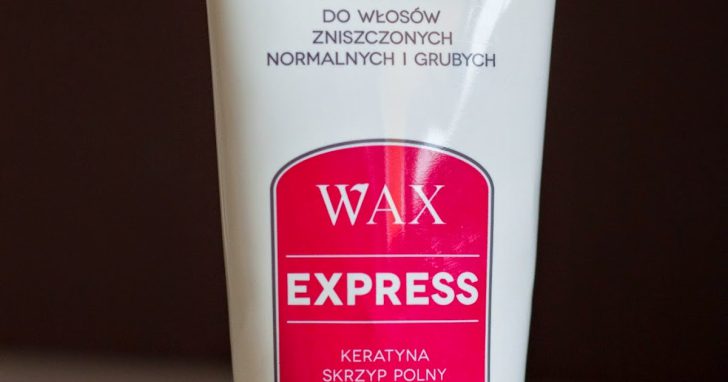 DO WŁOSÓW
ZNISZCZONYCH
NORMALNYCH I GRUBYCH
WAX
EXPRESS
KERATYNA
SKRZYP POLNY